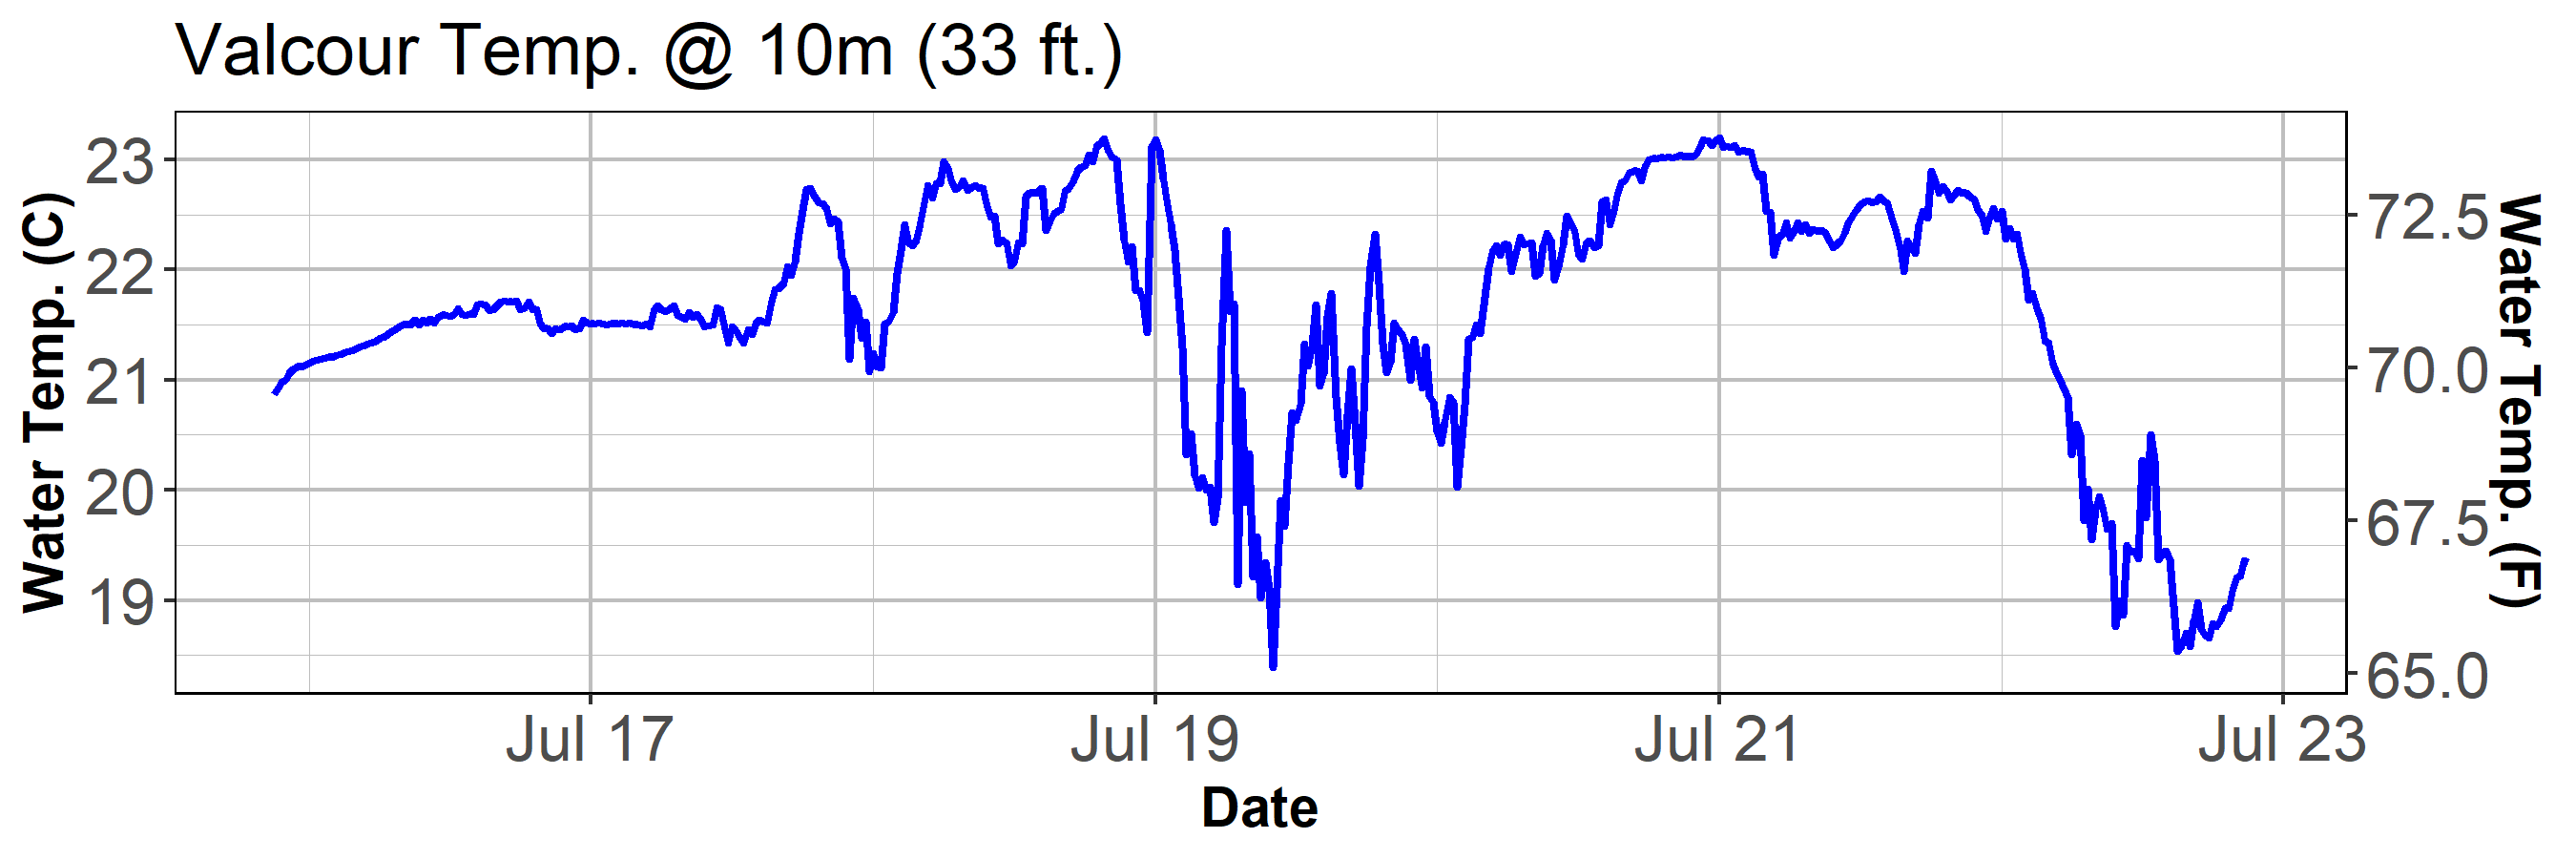 Valcour Temp. @ 10m (33 ft.)
Water Temp. (C)
23
22
21
20
19
72.5
70.0
67.5
65.0
Water Temp. (F)
Jul 17
Jul 19
Jul 21
Jul 23
Date